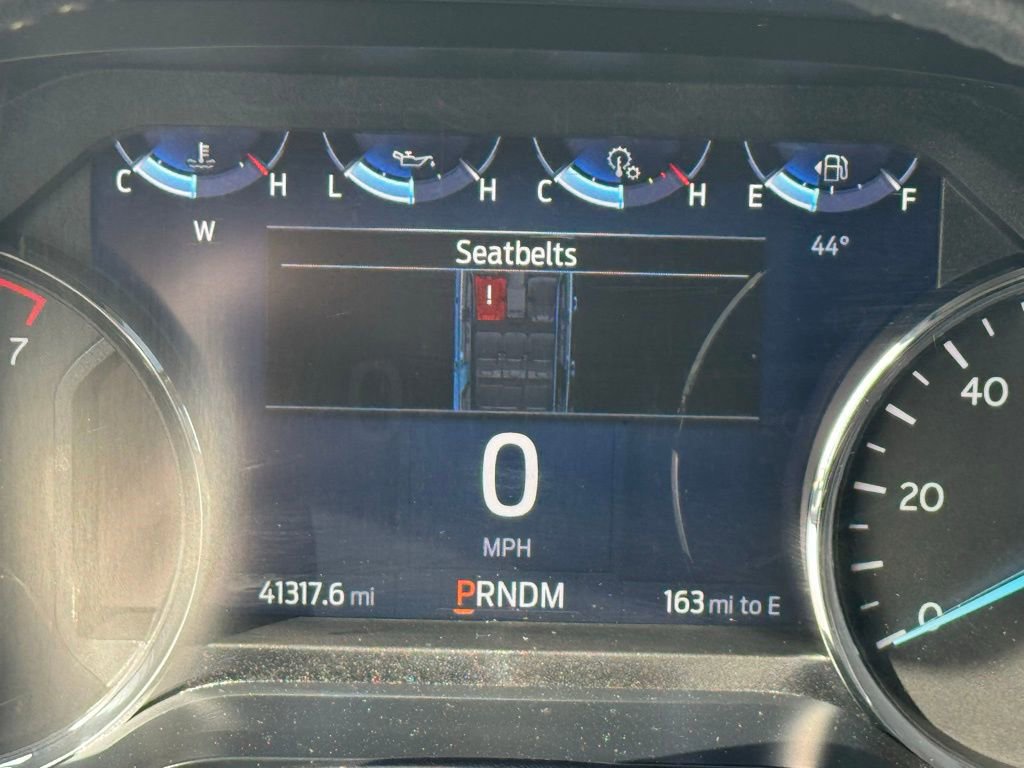 C H L H C H E F
W
44°
Seatbelts
!
7
40
0
20
MPH
41317.6 mi
PRNDM
163 mi to E
0